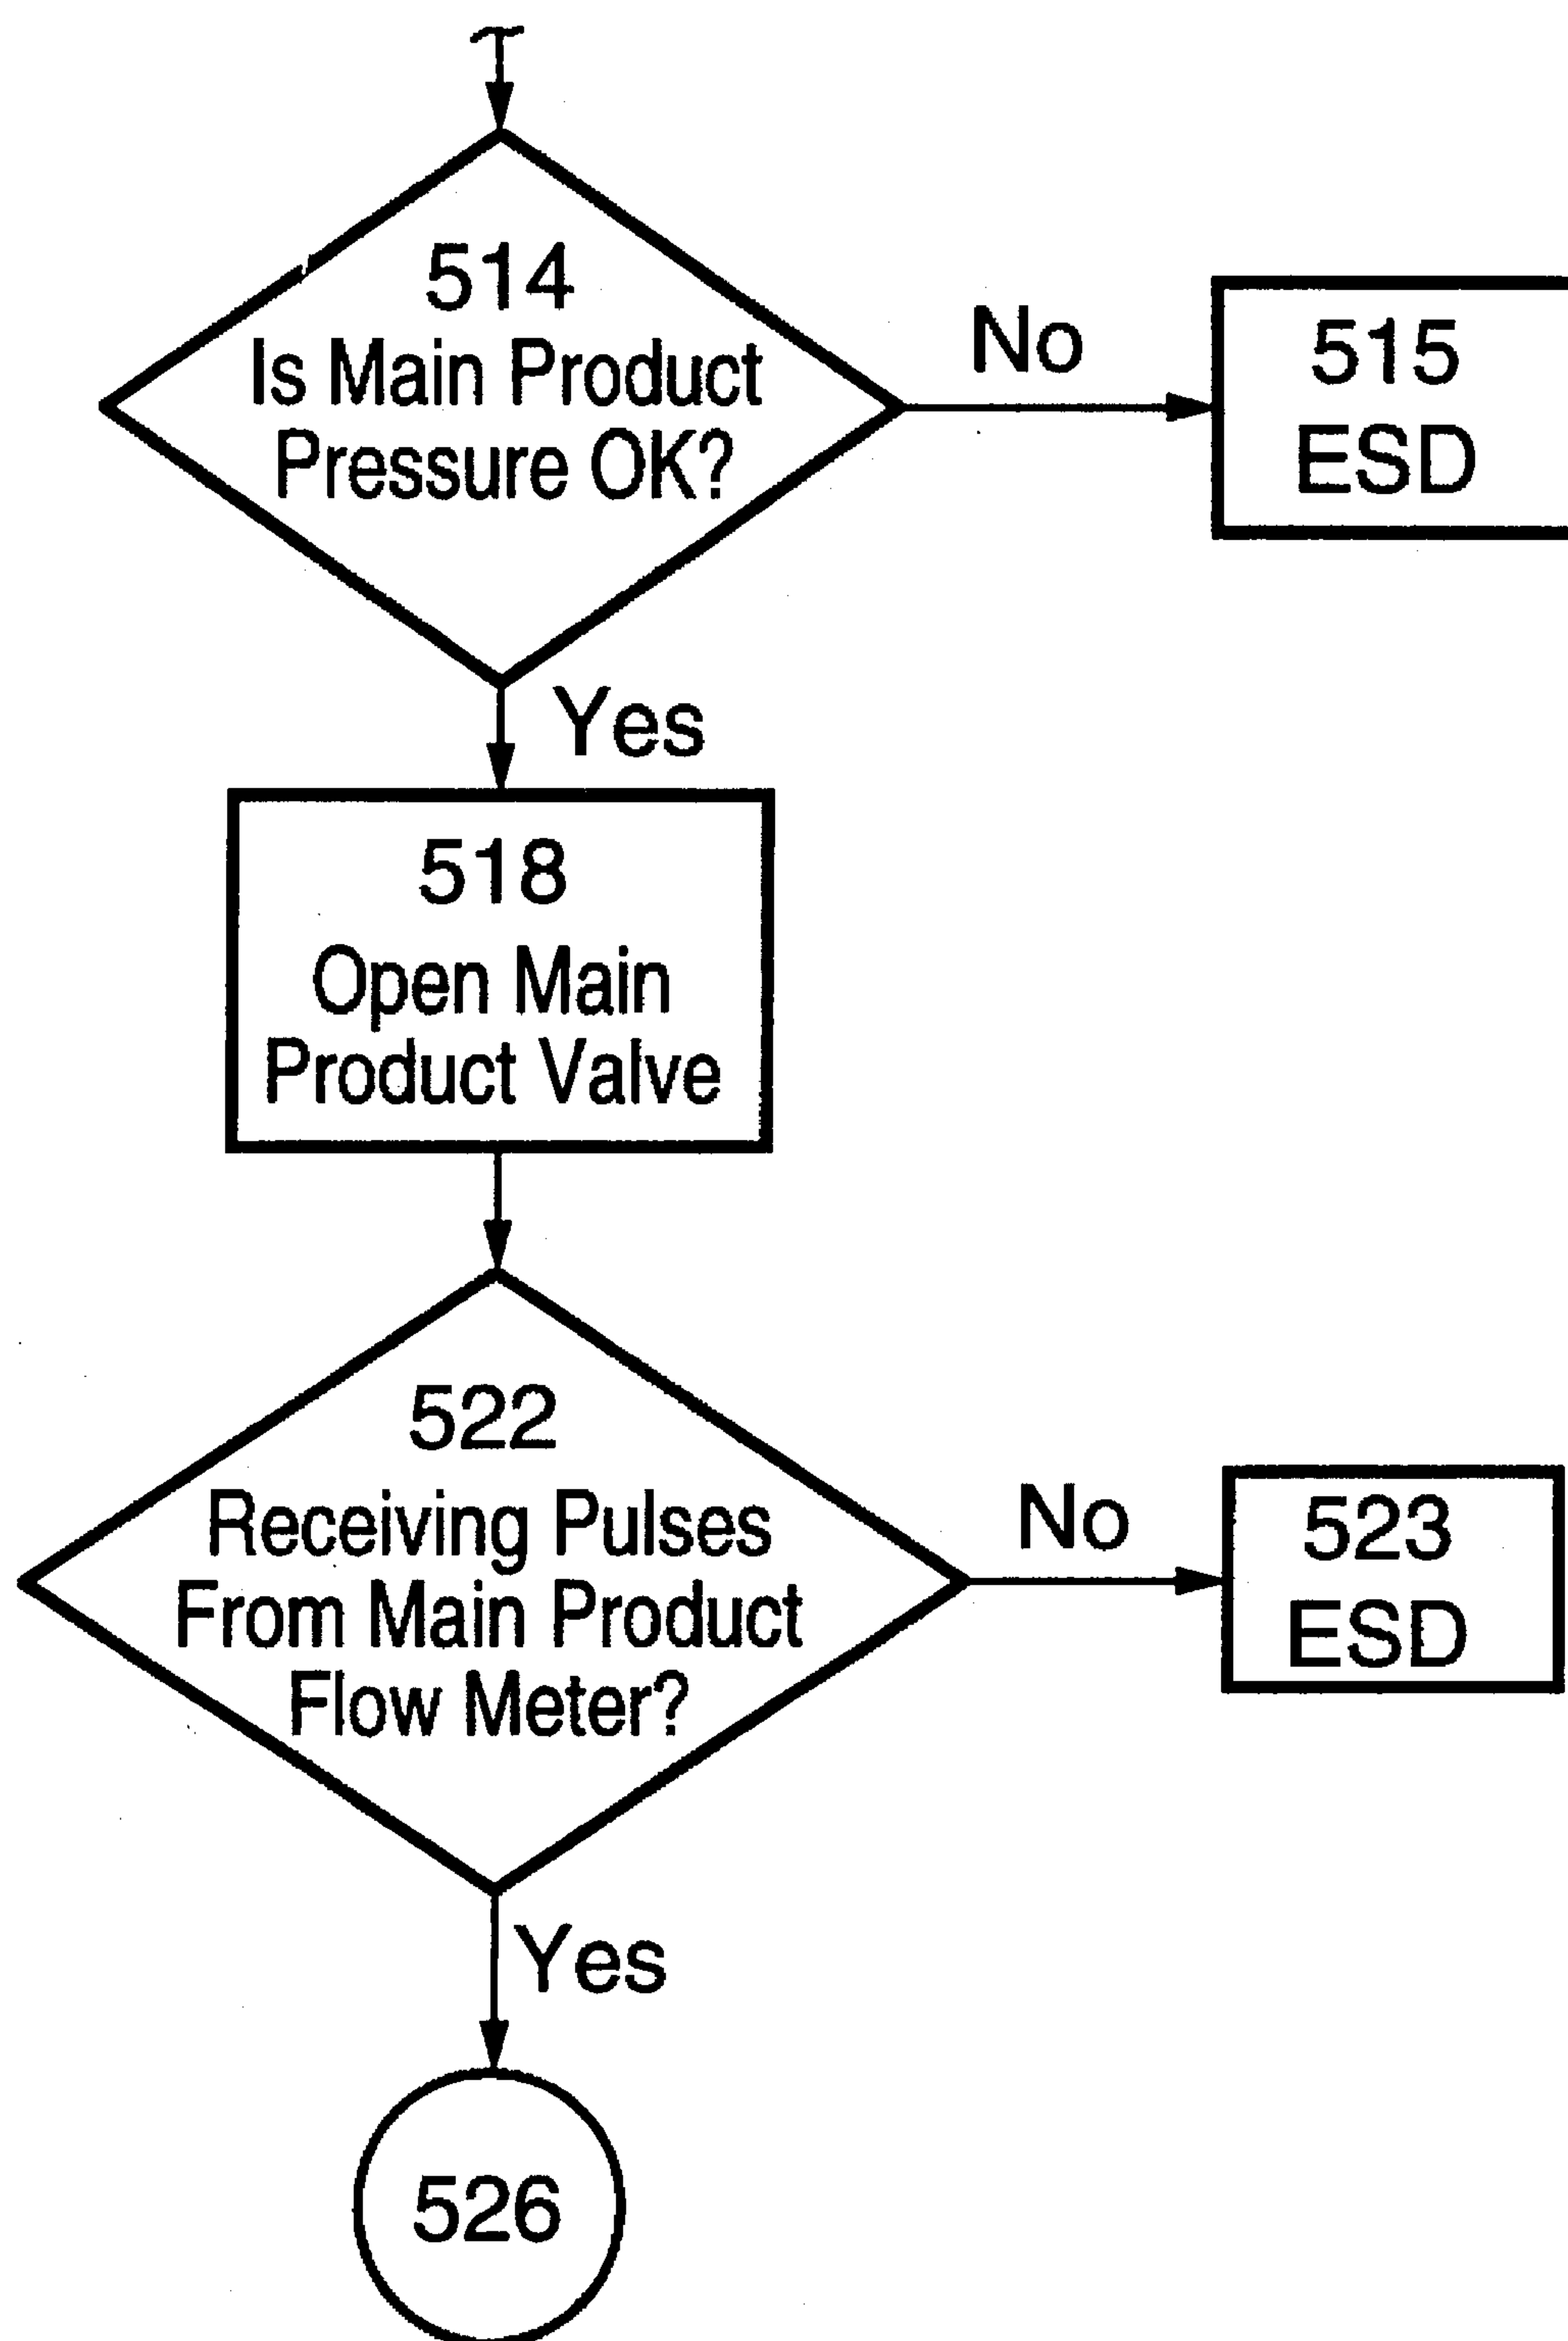 514
Is Main Product
Pressure OK?
No
515
ESD
Yes
518
Open Main
Product Valve
522
Receiving Pulses
From Main Product
Flow Meter?
No
523
ESD
Yes
526